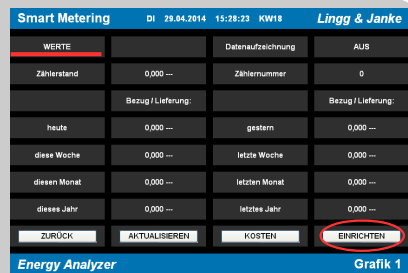 Smart Metering DI 29.04.2014 15:28:23 KW18 Lingg & Janke
WERTE Datenaufzeichnung AUS
Zählerstand 0,000 --- Zählernummer 0
Bezug / Lieferung: Bezug / Lieferung:
heute 0,000 --- gestern 0,000 ---
diese Woche 0,000 --- letzte Woche 0,000 ---
diesen Monat 0,000 --- letzten Monat 0,000 ---
dieses Jahr 0,000 --- letztes Jahr 0,000 ---
ZURÜCK AKTUALISIEREN KOSTEN EINRICHTEN
Energy Analyzer Grafik 1